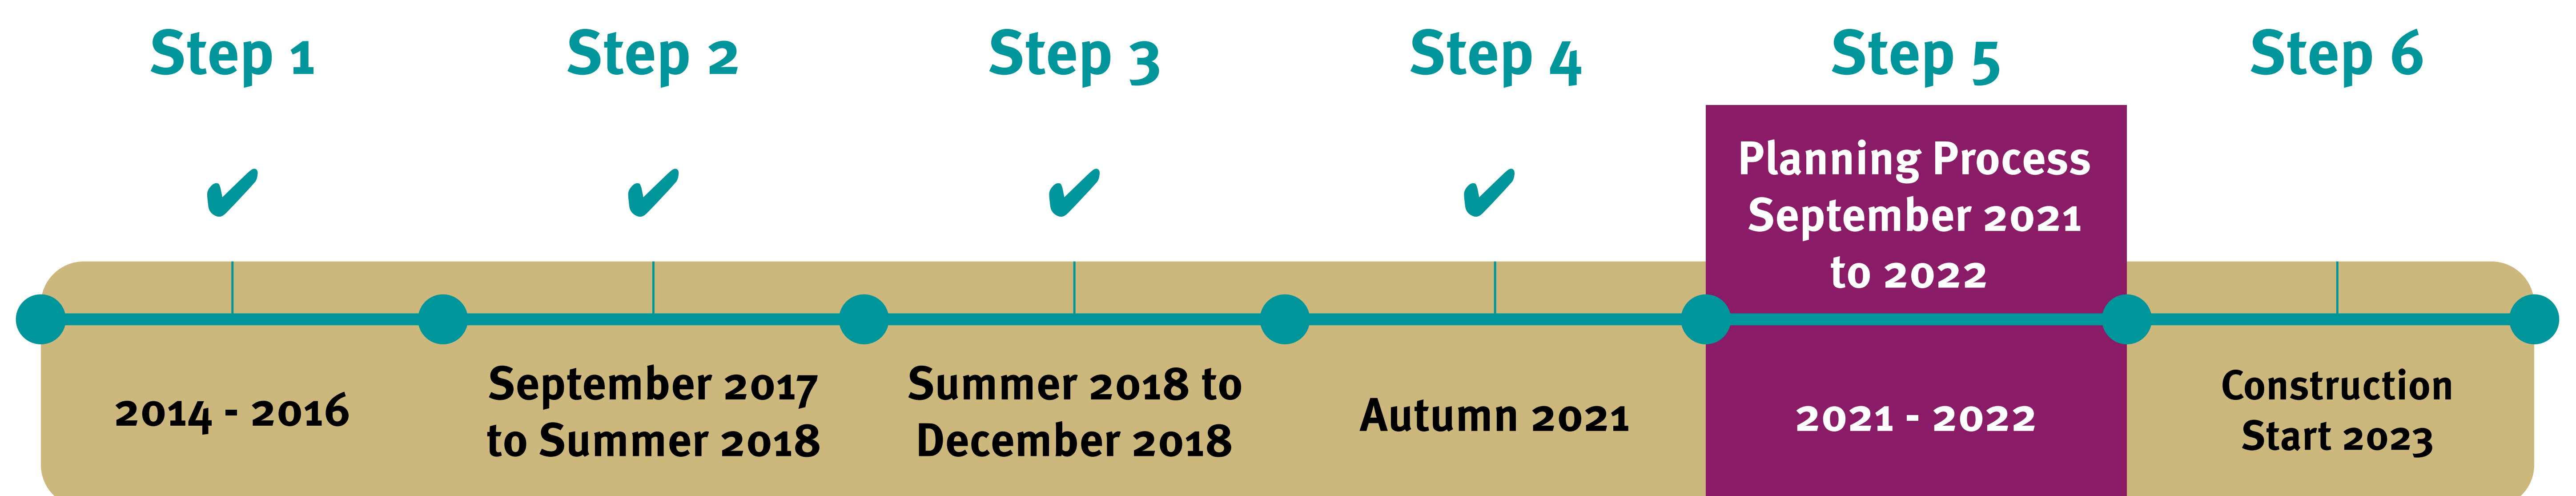 Step 1
Step 2
Step 3
Step 4
Step 5
Step 6
✔
✔
✔
✔
Planning Process
September 2021
to 2022
2014 - 2016
September 2017
to Summer 2018
Summer 2018 to
December 2018
Autumn 2021
2021 - 2022
Construction
Start 2023